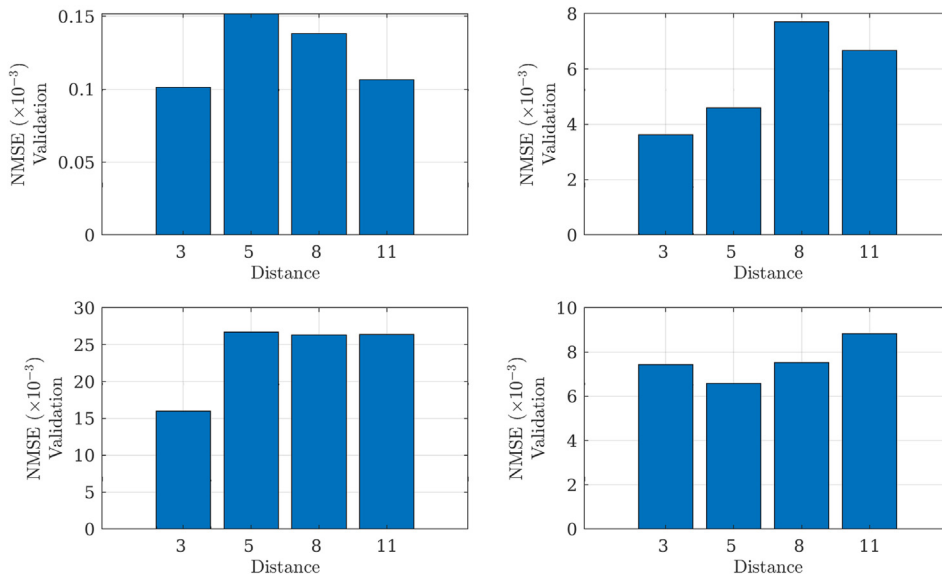 NMSE (×10⁻³)
Validation
0.15
0.1
0.05
0
3 5 8 11
Distance
NMSE (×10⁻³)
Validation
8
6
4
2
0
3 5 8 11
Distance
NMSE (×10⁻³)
Validation
30
25
20
15
10
5
0
3 5 8 11
Distance
NMSE (×10⁻³)
Validation
10
8
6
4
2
0
3 5 8 11
Distance